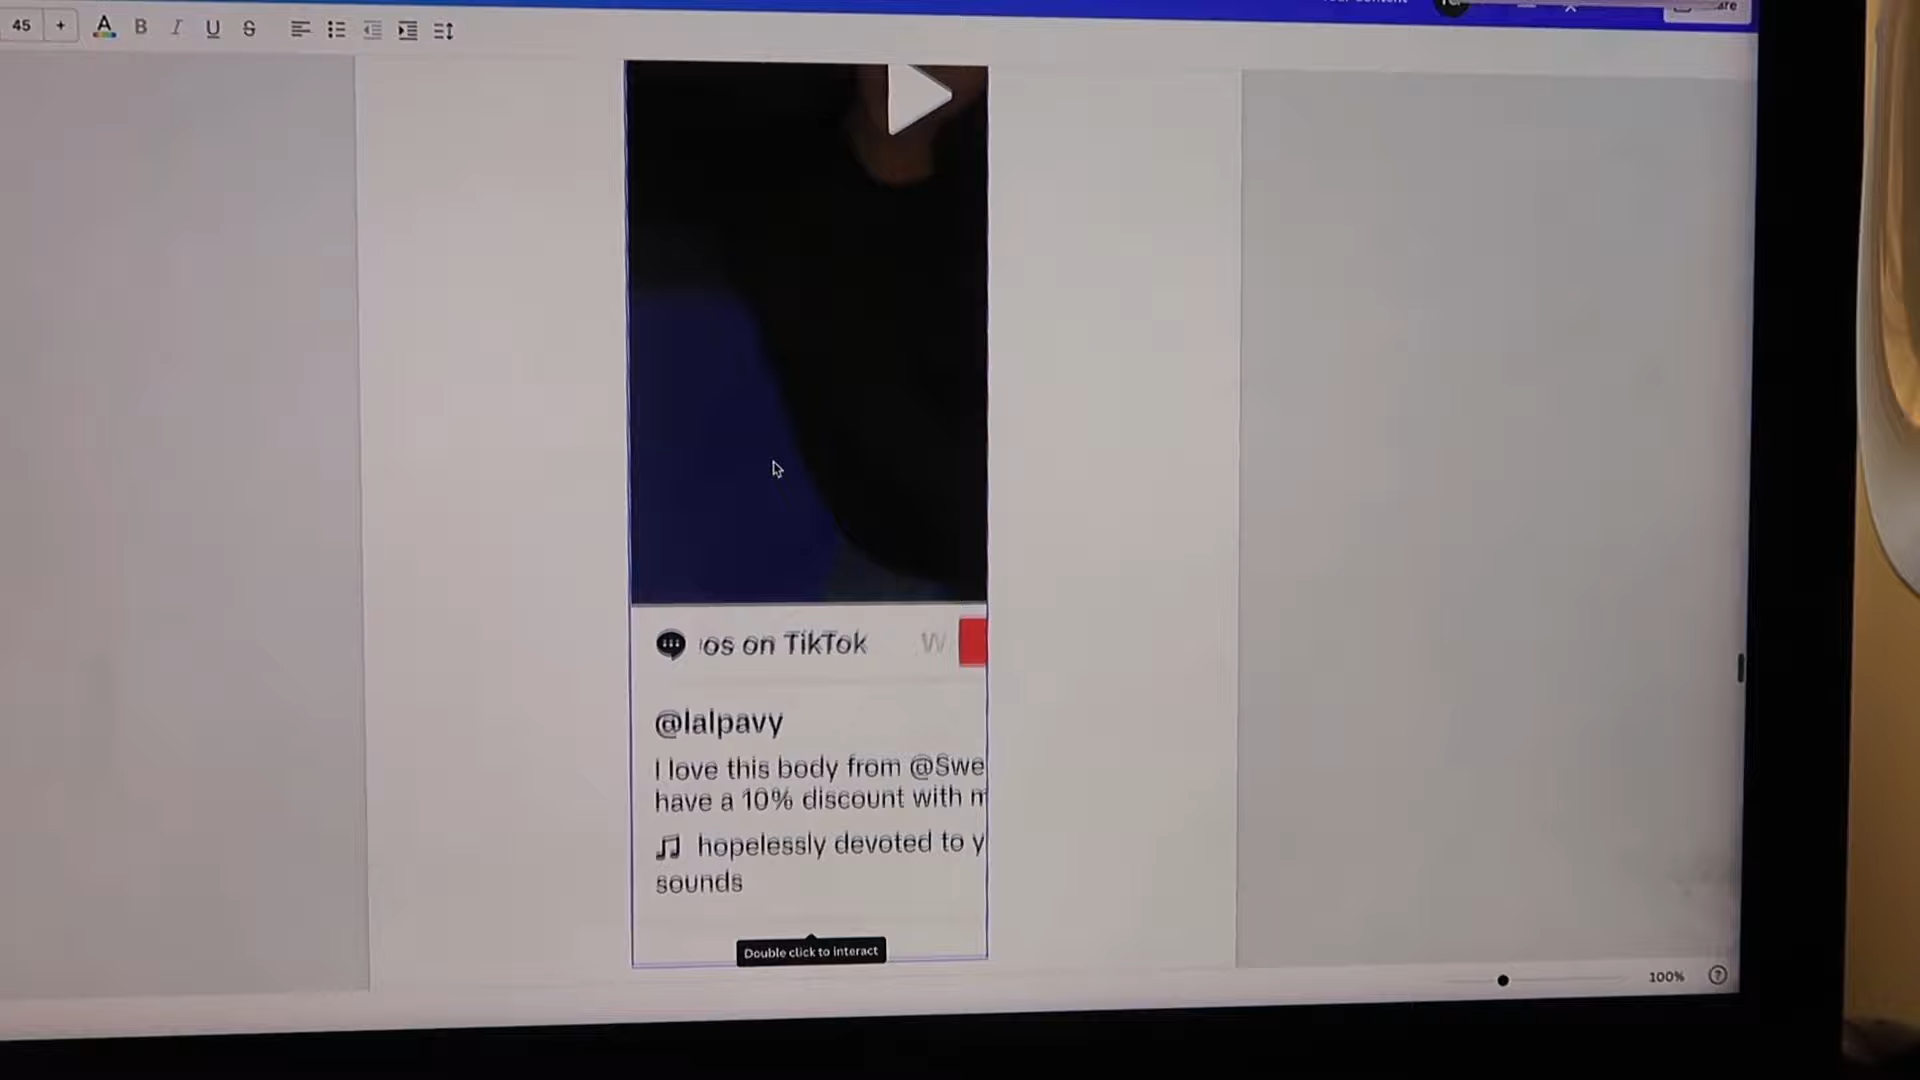 45 +
A B I U S
os on TikTok W
@lalpavy
I love this body from @Swe
have a 10% discount with m
hopelessly devoted to y
sounds
Double click to interact
100% ?